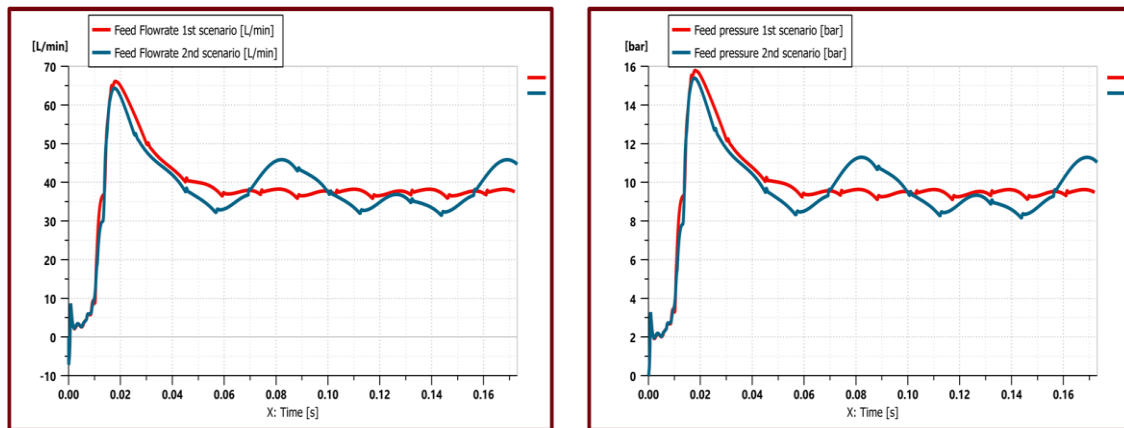 Feed Flowrate 1st scenario [L/min]
Feed Flowrate 2nd scenario [L/min]
[L/min]
70
60
50
40
30
20
10
0
-10
0.00 0.02 0.04 0.06 0.08 0.10 0.12 0.14 0.16
X: Time [s]
Feed pressure 1st scenario [bar]
Feed pressure 2nd scenario [bar]
[bar]
16
14
12
10
8
6
4
2
0
0.00 0.02 0.04 0.06 0.08 0.10 0.12 0.14 0.16
X: Time [s]